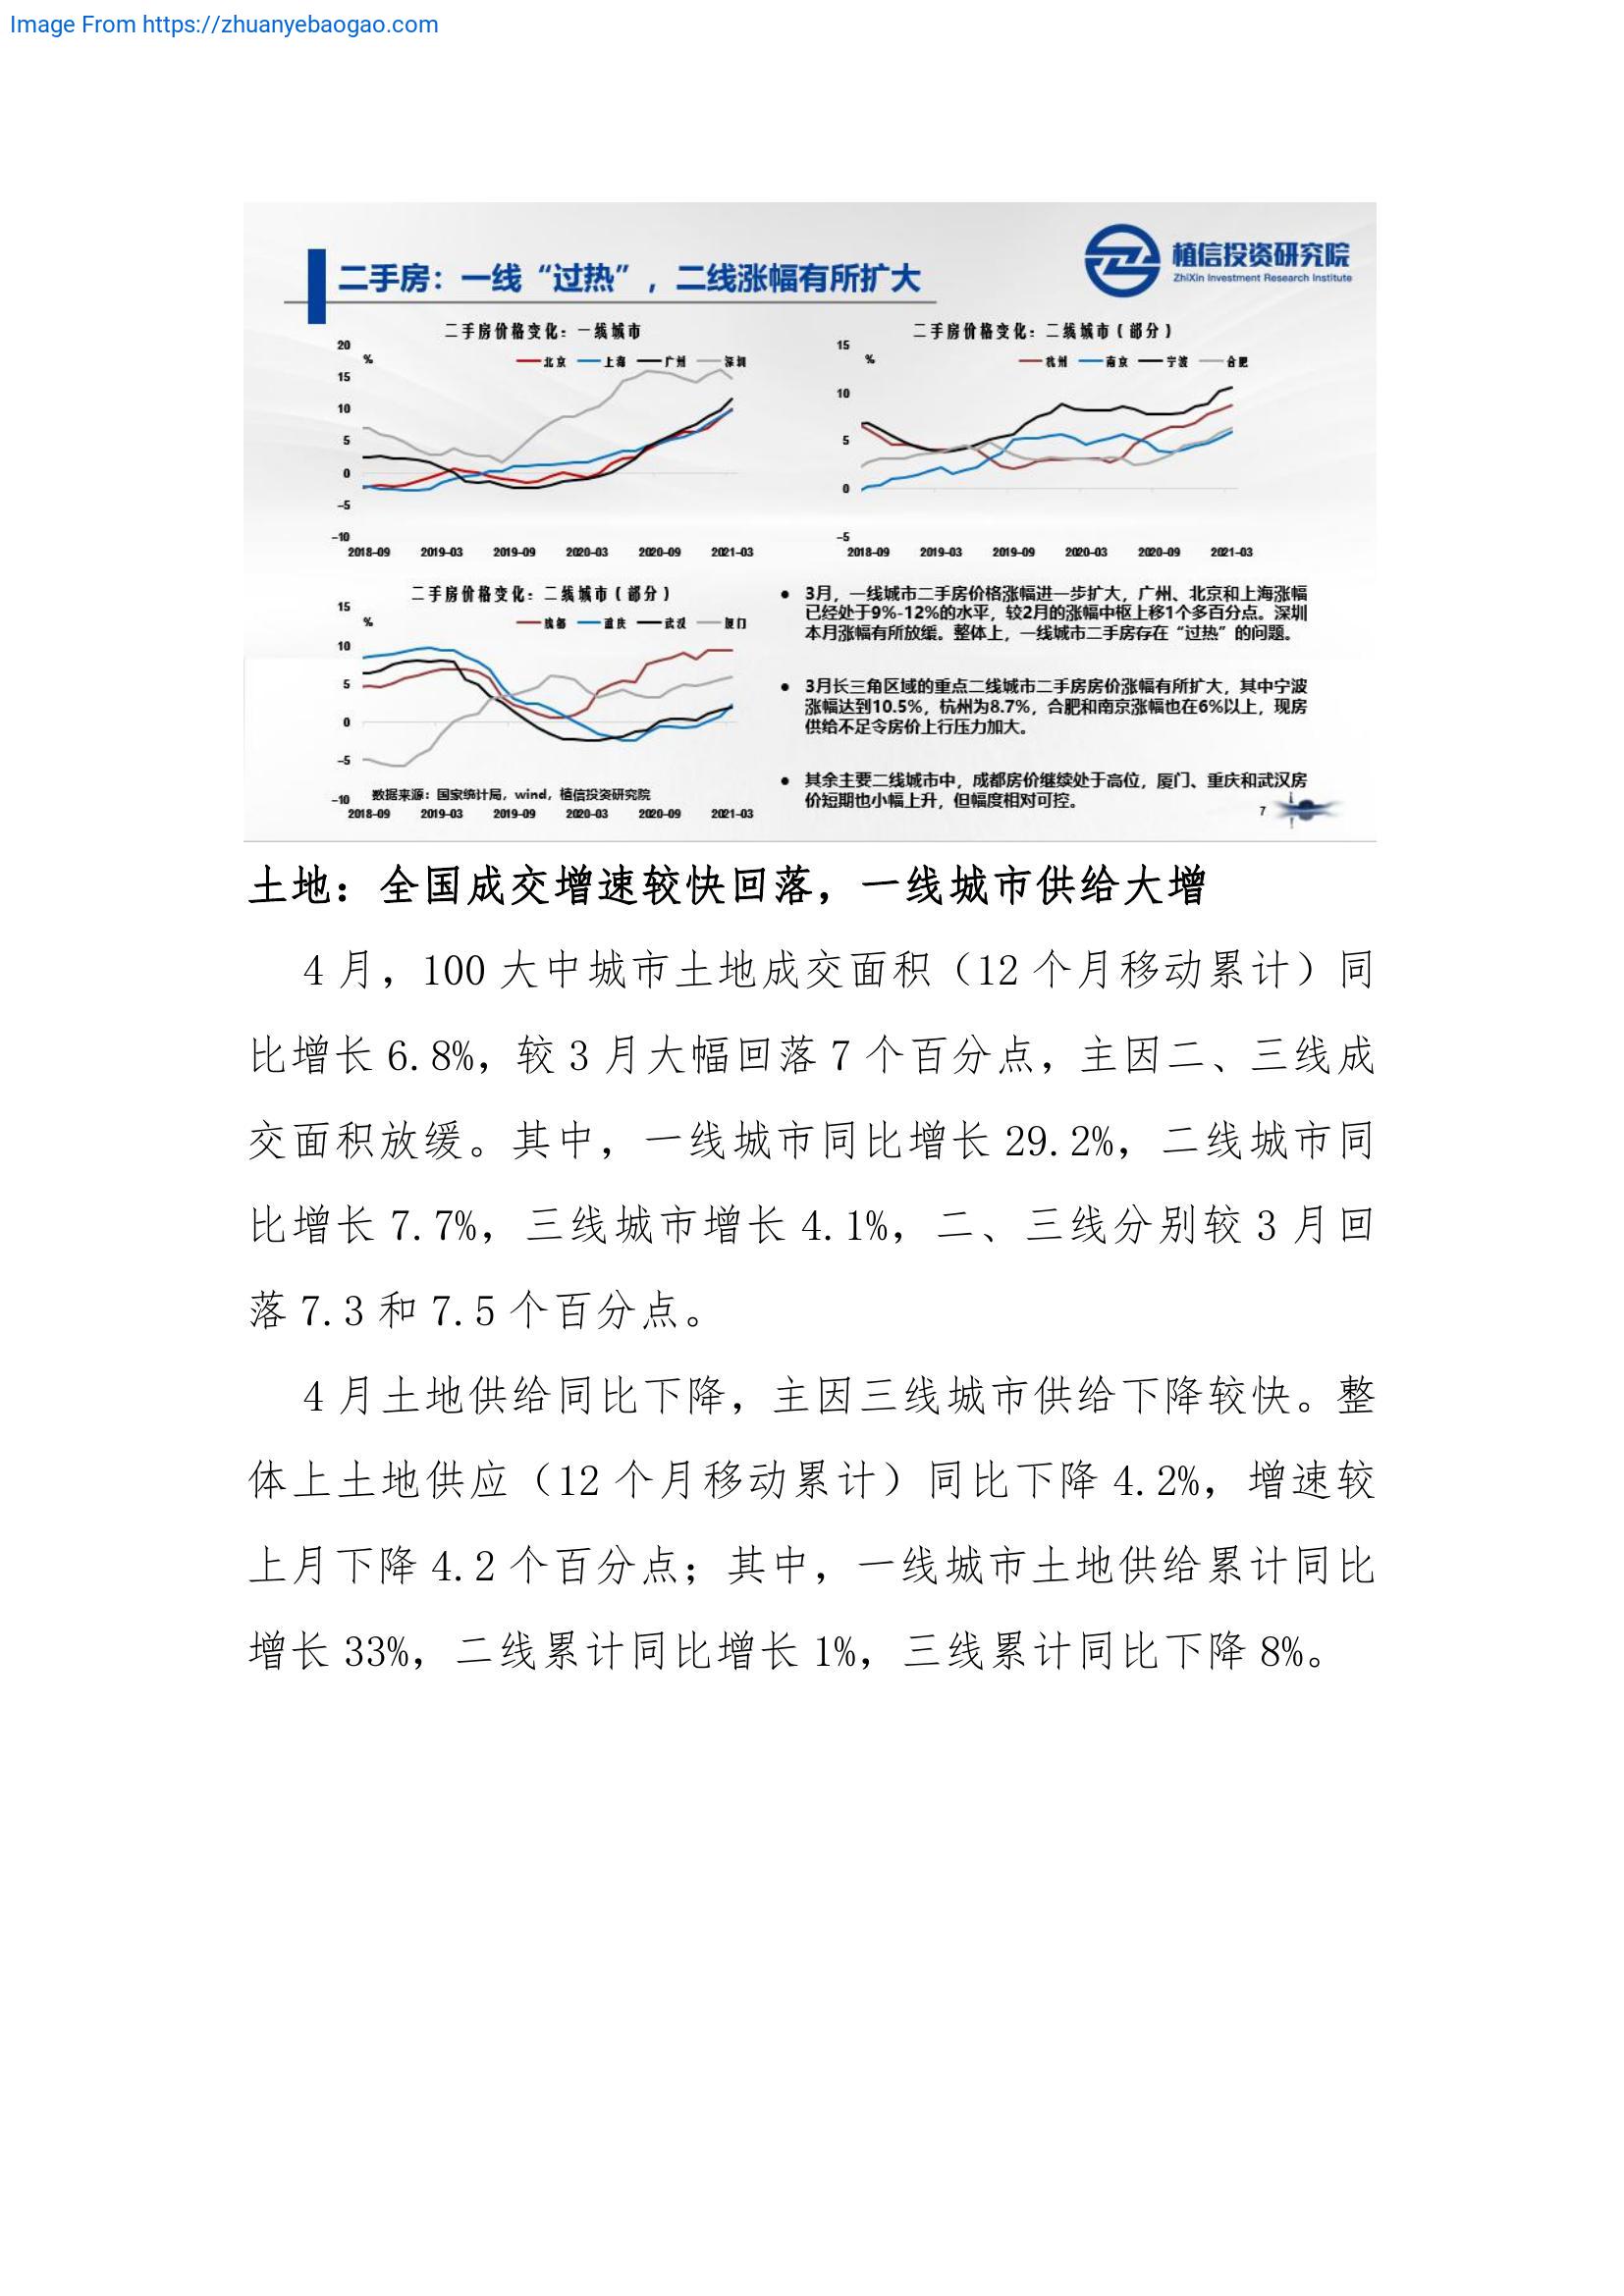 Image From https://zhuanyebaogao.com
植信投资研究院
ZhiXin Investment Research Institute
二手房：一线“过热”，二线涨幅有所扩大
二手房价格变化：一线城市
%
北京 上海 广州 深圳
20
15
10
5
0
-5
-10
2018-09 2019-03 2019-09 2020-03 2020-09 2021-03
二手房价格变化：二线城市（部分）
%
杭州 南京 宁波 合肥
15
10
5
0
-5
2018-09 2019-03 2019-09 2020-03 2020-09 2021-03
二手房价格变化：二线城市（部分）
%
成都 重庆 武汉 厦门
15
10
5
0
-5
-10
数据来源：国家统计局，wind，植信投资研究院
2018-09 2019-03 2019-09 2020-03 2020-09 2021-03
● 3月，一线城市二手房价格涨幅进一步扩大，广州、北京和上海涨幅
已经处于9%-12%的水平，较2月的涨幅中枢上移1个多百分点。深圳
本月涨幅有所放缓。整体上，一线城市二手房存在“过热”的问题。
● 3月长三角区域的重点二线城市二手房房价涨幅有所扩大，其中宁波
涨幅达到10.5%，杭州为8.7%，合肥和南京涨幅也在6%以上，现房
供给不足令房价上行压力加大。
● 其余主要二线城市中，成都房价继续处于高位，厦门、重庆和武汉房
价短期也小幅上升，但幅度相对可控。
7
土地：全国成交增速较快回落，一线城市供给大增
4 月，100 大中城市土地成交面积（12 个月移动累计）同
比增长 6.8%，较 3 月大幅回落 7 个百分点，主因二、三线成
交面积放缓。其中，一线城市同比增长 29.2%，二线城市同
比增长 7.7%，三线城市增长 4.1%，二、三线分别较 3 月回
落 7.3 和 7.5 个百分点。
4 月土地供给同比下降，主因三线城市供给下降较快。整
体上土地供应（12 个月移动累计）同比下降 4.2%，增速较
上月下降 4.2 个百分点；其中，一线城市土地供给累计同比
增长 33%，二线累计同比增长 1%，三线累计同比下降 8%。